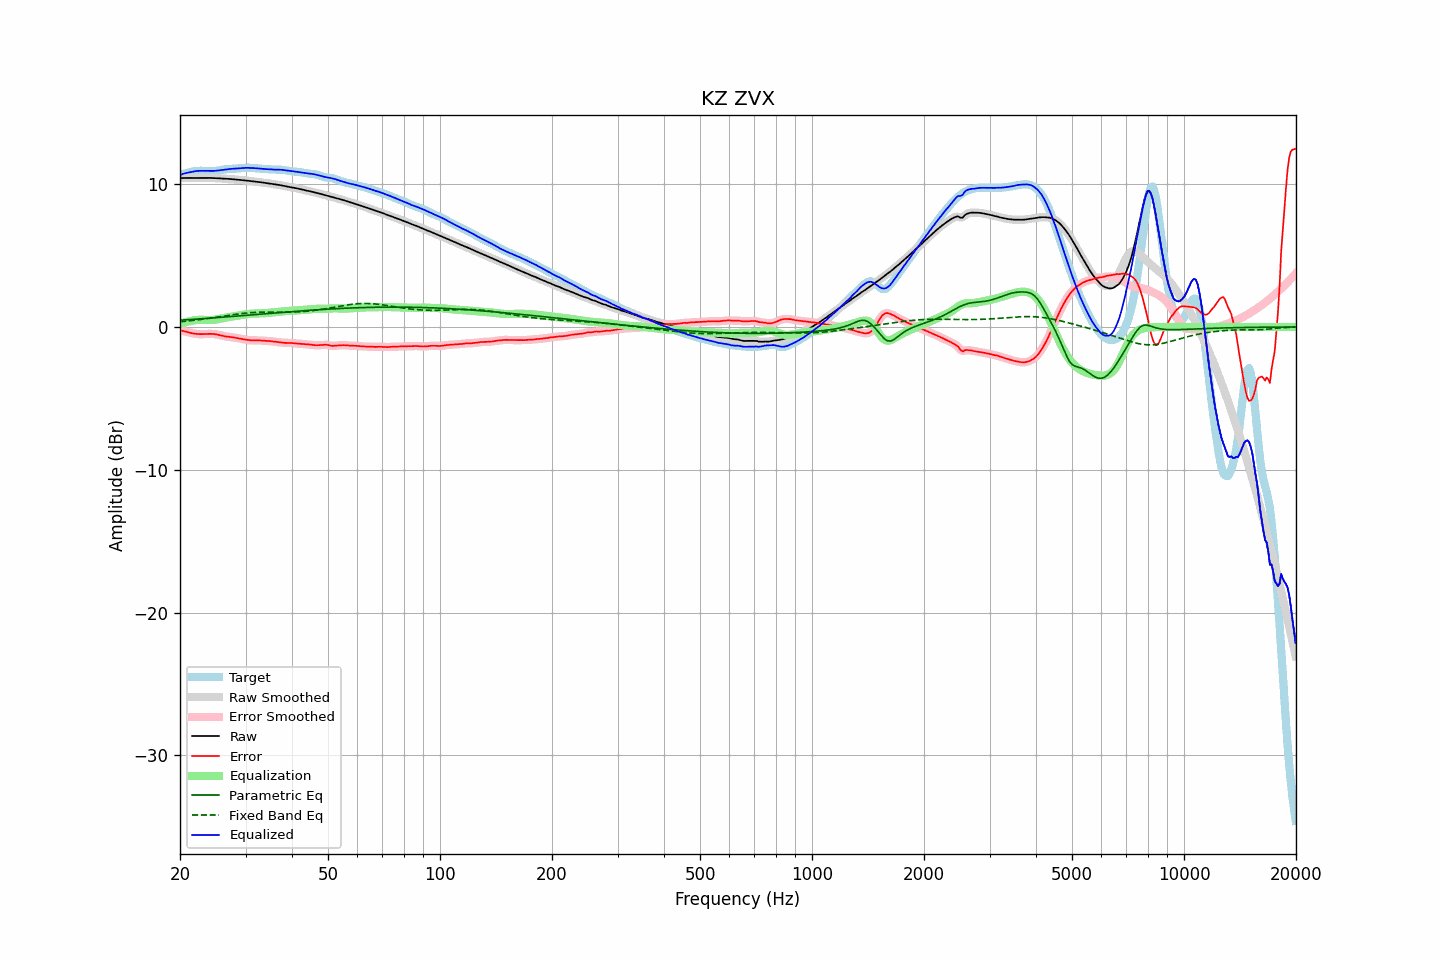 KZ ZVX
10
0
−10
−20
−30
Amplitude (dBr)
Target
Raw Smoothed
Error Smoothed
Raw
Error
Equalization
Parametric Eq
Fixed Band Eq
Equalized
20 50 100 200 500 1000 2000 5000 10000 20000
Frequency (Hz)